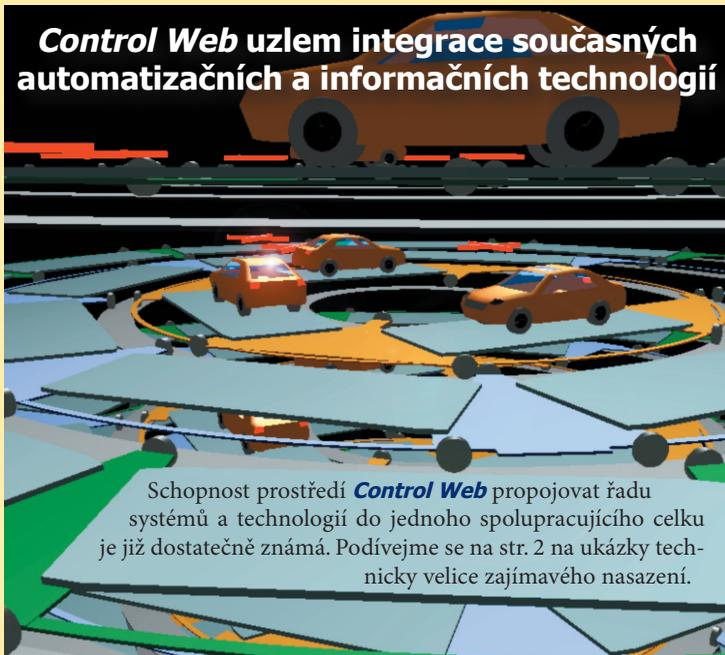 Control Web uzlem integrace současných
automatizačních a informačních technologií
Schopnost prostředí Control Web propojovat řadu
systémů a technologií do jednoho spolupracujícího celku
je již dostatečně známá. Podívejme se na str. 2 na ukázky tech-
nicky velice zajímavého nasazení.